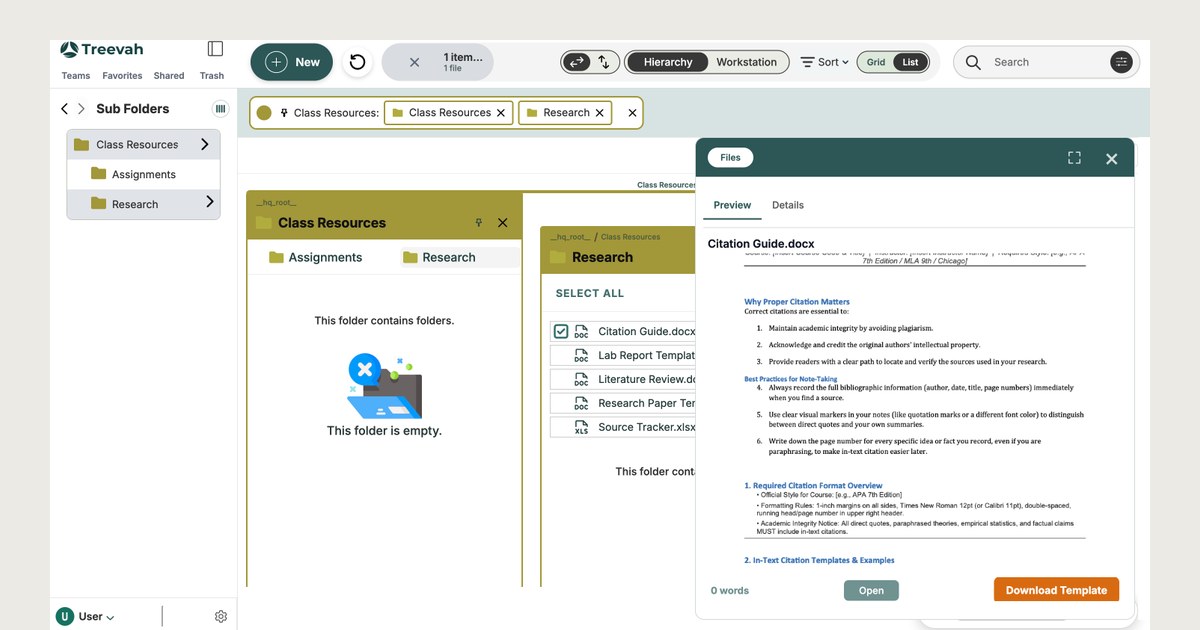 Treevah
Teams Favorites Shared Trash
New
1 item...
1 file
Hierarchy Workstation
Sort
Grid List
Search
Sub Folders
Class Resources
Assignments
Research
Class Resources: Class Resources Research
Class Resources
__hq_root__
Class Resources
Assignments Research
This folder contains folders.
This folder is empty.
__hq_root__ / Class Resources
Research
SELECT ALL
DOC Citation Guide.docx
DOC Lab Report Templat
DOC Literature Review.do
DOC Research Paper Ter
XLS Source Tracker.xlsx
This folder conta
Files
Preview Details
Citation Guide.docx
7th Edition / MLA 9th / Chicago]
Why Proper Citation Matters
Correct citations are essential to:
1. Maintain academic integrity by avoiding plagiarism.
2. Acknowledge and credit the original authors' intellectual property.
3. Provide readers with a clear path to locate and verify the sources used in your research.
Best Practices for Note-Taking
4. Always record the full bibliographic information (author, date, title, page numbers) immediately
when you find a source.
5. Use clear visual markers in your notes (like quotation marks or a different font color) to distinguish
between direct quotes and your own summaries.
6. Write down the page number for every specific idea or fact you record, even if you are
paraphrasing, to make in-text citation easier later.
1. Required Citation Format Overview
• Official Style for Course: [e.g., APA 7th Edition]
• Formatting Rules: 1-inch margins on all sides, Times New Roman 12pt (or Calibri 11pt), double-spaced,
running head/page number in upper right header.
• Academic Integrity Notice: All direct quotes, paraphrased theories, empirical statistics, and factual claims
MUST include in-text citations.
2. In-Text Citation Templates & Examples
0 words
Open
Download Template
U User